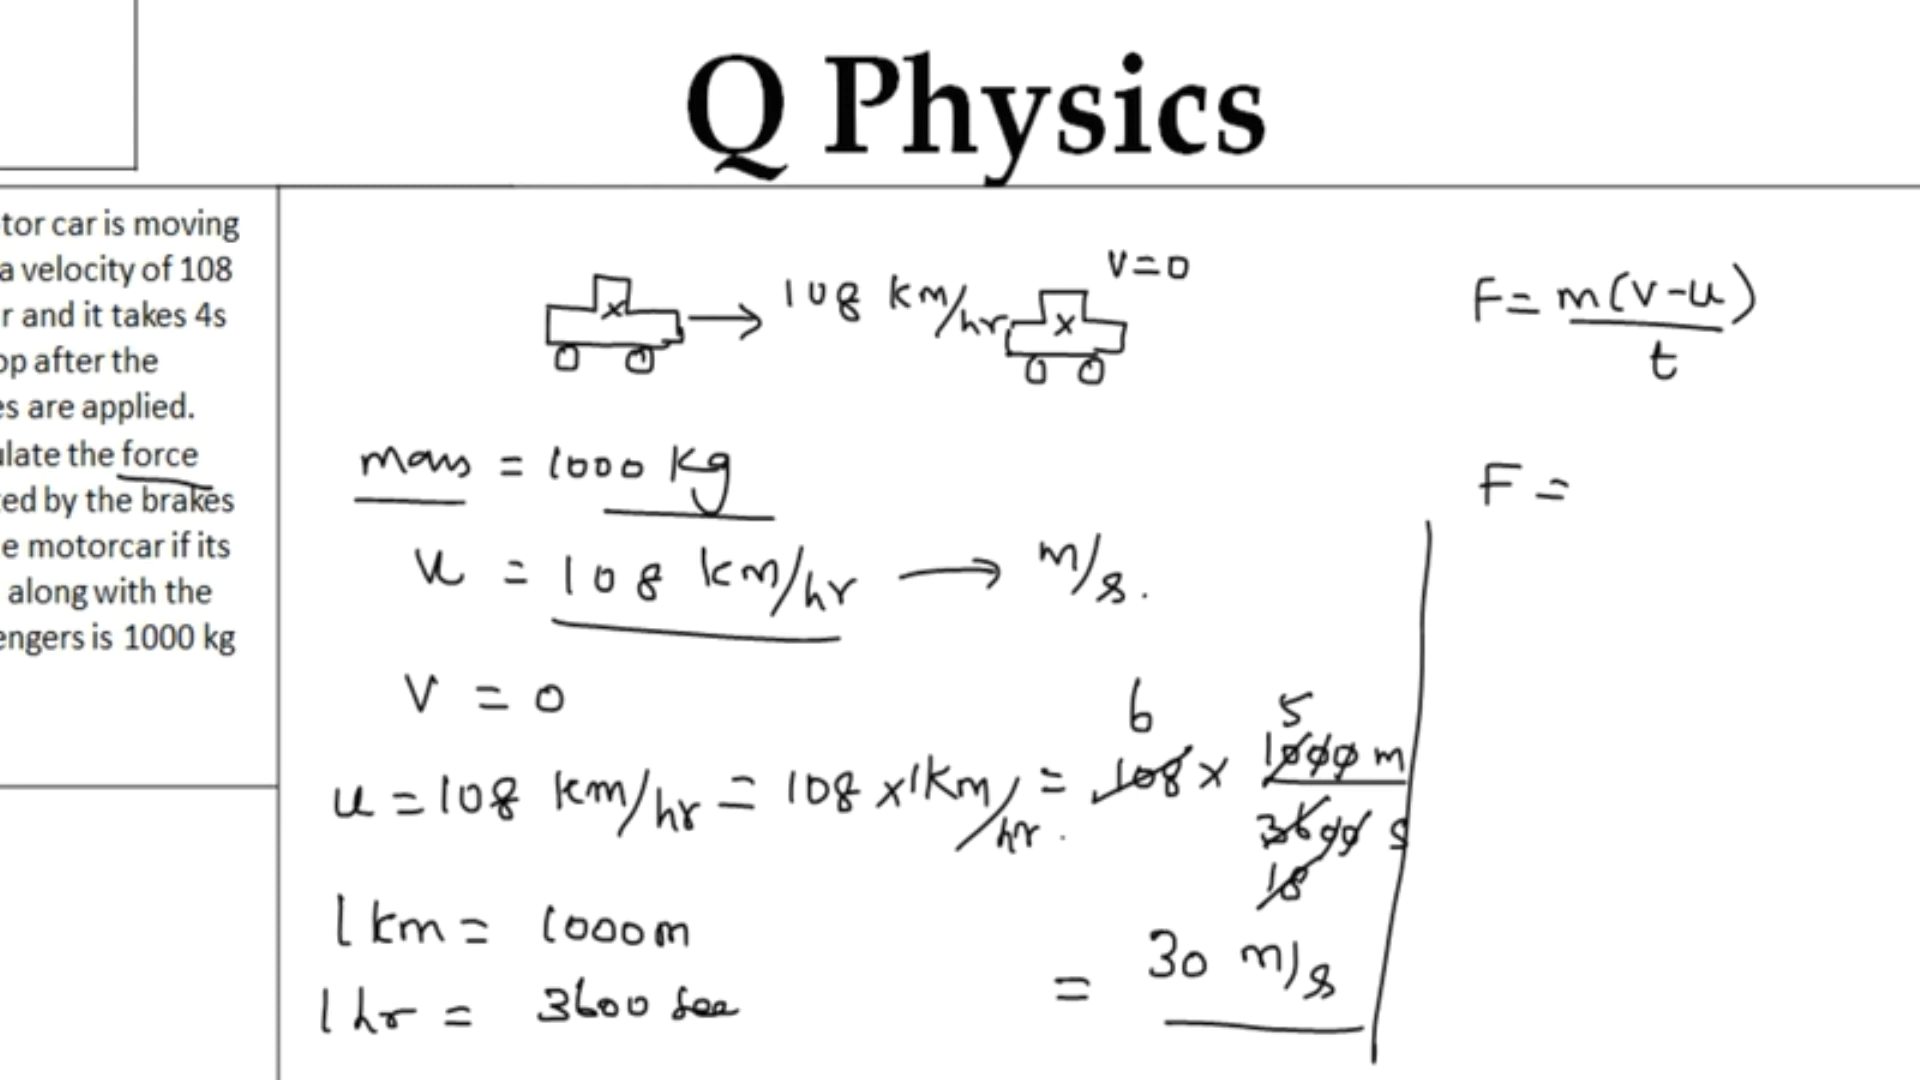 Q Physics
tor car is moving
a velocity of 108
r and it takes 4s
op after the
es are applied.
ulate the force
ted by the brakes
e motorcar if its
along with the
engers is 1000 kg
108 km/hr
V=0
F= m(v-u)
t
mass = 1000 kg
F =
u = 108 km/hr → m/s.
V = 0
6 5
u = 108 km/hr = 108 x 1km/hr. = 108 x 1000 m
3600 s
18
1 km = 1000m
= 30 m/s
1 hr = 3600 sec